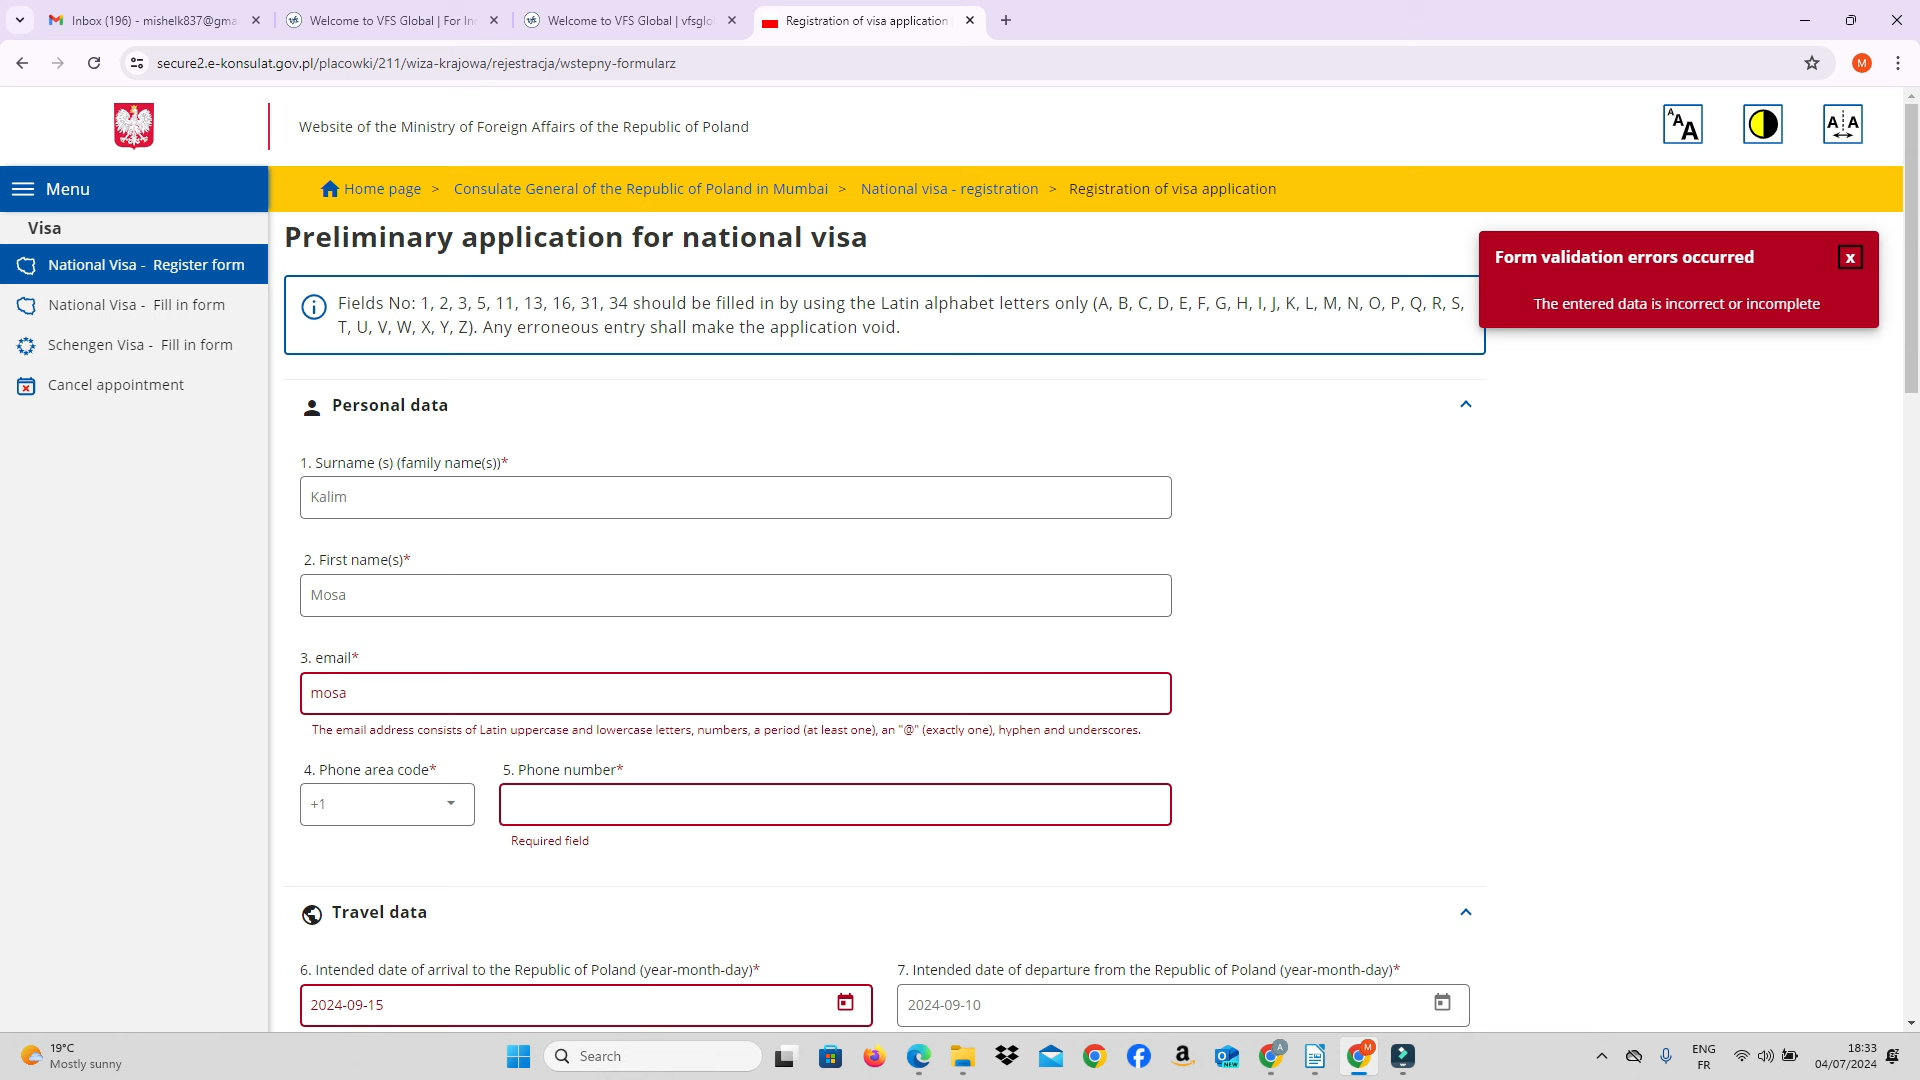 Inbox (196) - mishelk837@gma
Welcome to VFS Global | For In
Welcome to VFS Global | vfsglo
Registration of visa application
secure2.e-konsulat.gov.pl/placowki/211/wiza-krajowa/rejestracja/wstepny-formularz
M
Website of the Ministry of Foreign Affairs of the Republic of Poland
A A A
A A
Menu
Home page > Consulate General of the Republic of Poland in Mumbai > National visa - registration > Registration of visa application
Visa
National Visa - Register form
National Visa - Fill in form
Schengen Visa - Fill in form
Cancel appointment
Preliminary application for national visa
Form validation errors occurred
x
The entered data is incorrect or incomplete
Fields No: 1, 2, 3, 5, 11, 13, 16, 31, 34 should be filled in by using the Latin alphabet letters only (A, B, C, D, E, F, G, H, I, J, K, L, M, N, O, P, Q, R, S,
T, U, V, W, X, Y, Z). Any erroneous entry shall make the application void.
Personal data
1. Surname (s) (family name(s))*
Kalim
2. First name(s)*
Mosa
3. email*
mosa
The email address consists of Latin uppercase and lowercase letters, numbers, a period (at least one), an "@" (exactly one), hyphen and underscores.
4. Phone area code*
5. Phone number*
+1
Required field
Travel data
6. Intended date of arrival to the Republic of Poland (year-month-day)*
7. Intended date of departure from the Republic of Poland (year-month-day)*
2024-09-15
2024-09-10
19°C
Mostly sunny
Search
ENG
FR
18:33
04/07/2024